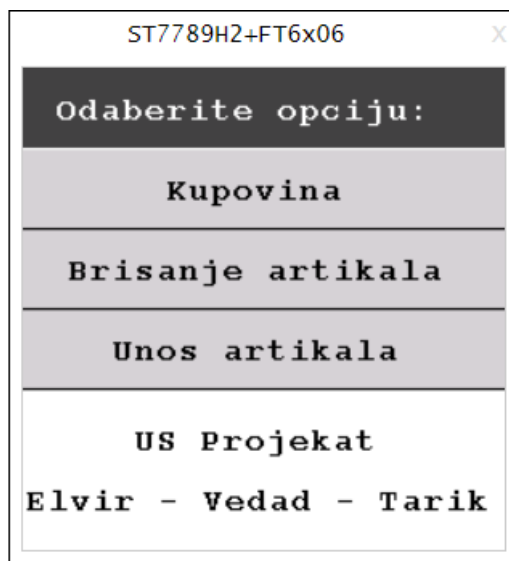 ST7789H2+FT6x06 x
Odaberite opciju:
Kupovina
Brisanje artikala
Unos artikala
US Projekat
Elvir - Vedad - Tarik